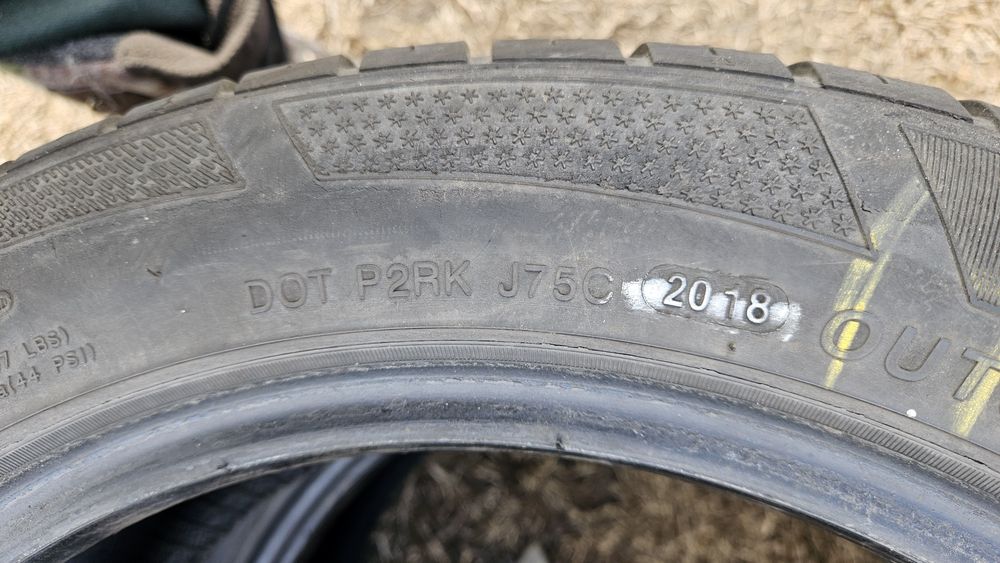 DOT P2RK J75C 2018
OUT
7 LBS)
(44 PSI)